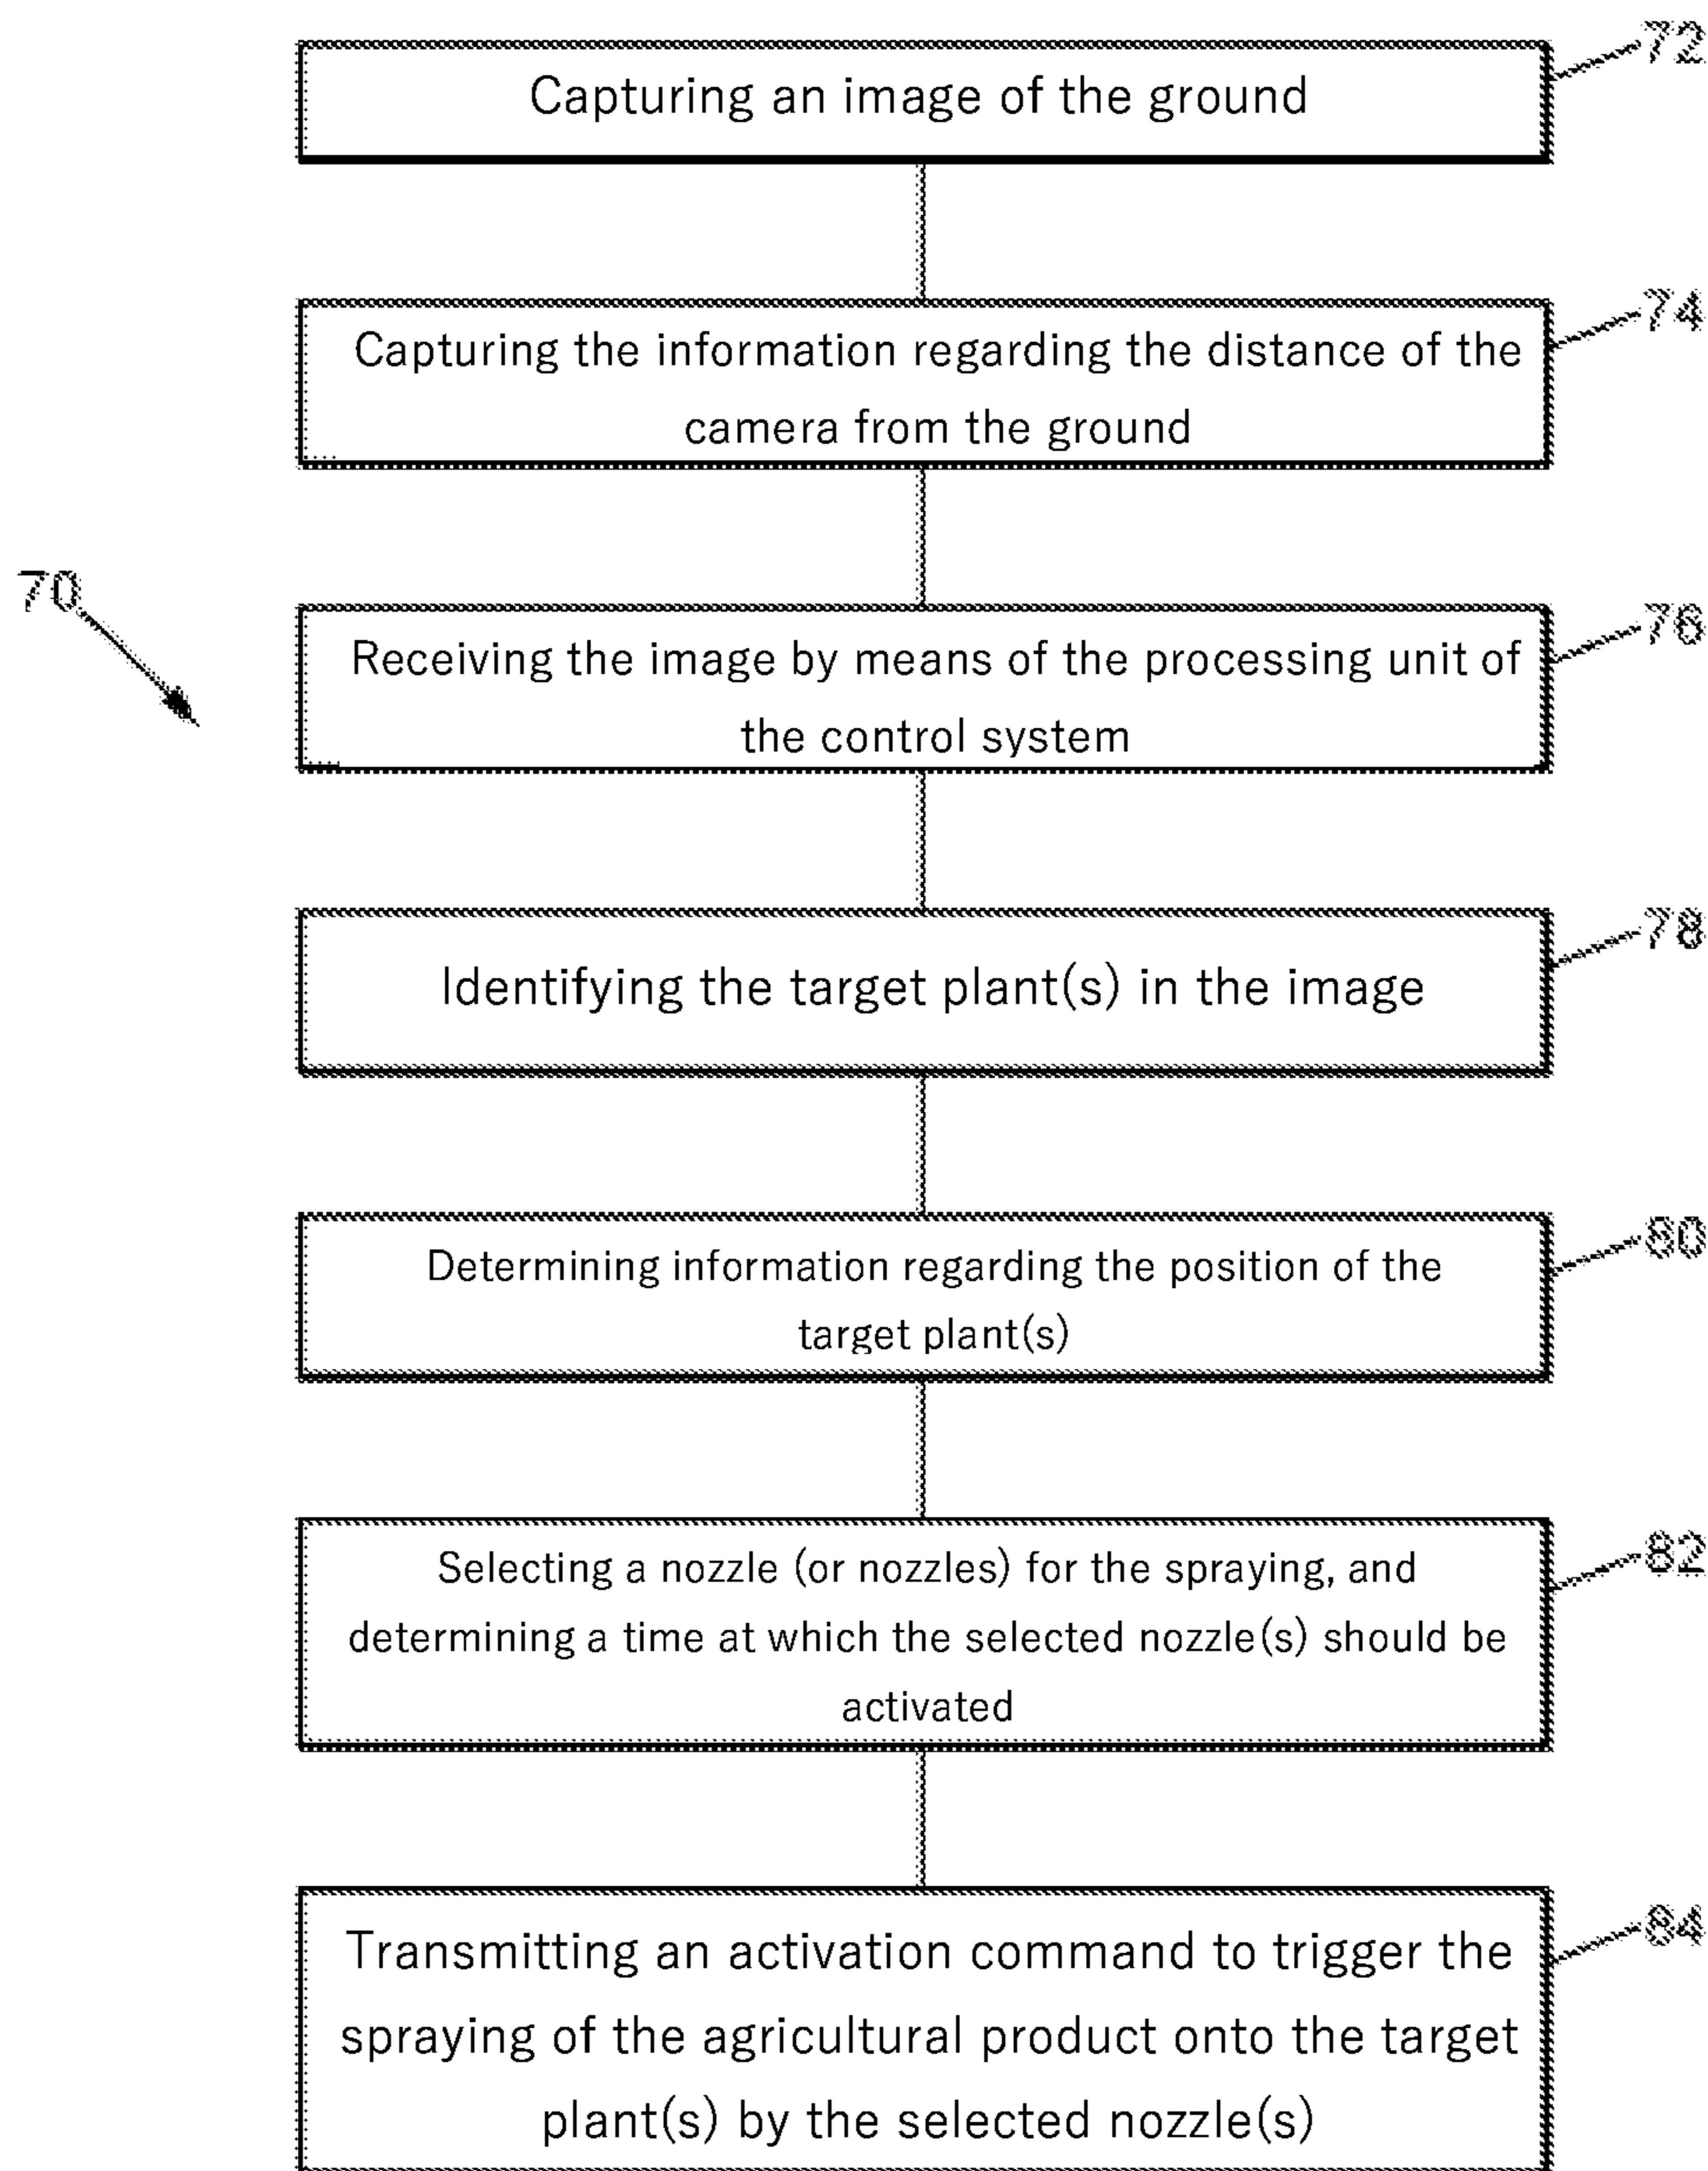 72
Capturing an image of the ground
74
Capturing the information regarding the distance of the
camera from the ground
70
76
Receiving the image by means of the processing unit of
the control system
78
Identifying the target plant(s) in the image
80
Determining information regarding the position of the
target plant(s)
82
Selecting a nozzle (or nozzles) for the spraying, and
determining a time at which the selected nozzle(s) should be
activated
84
Transmitting an activation command to trigger the
spraying of the agricultural product onto the target
plant(s) by the selected nozzle(s)